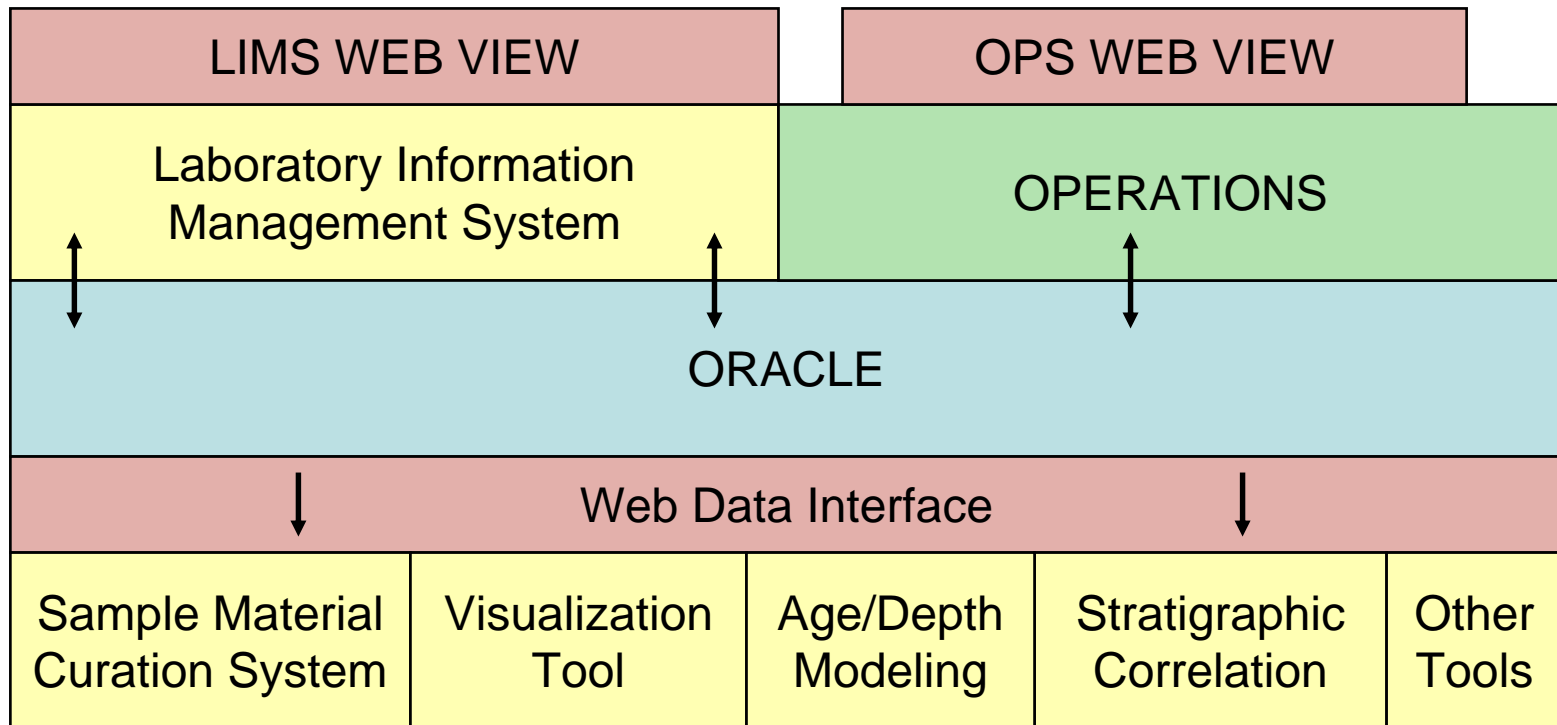 LIMS WEB VIEW
OPS WEB VIEW
Laboratory Information
Management System
OPERATIONS
ORACLE
Web Data Interface
Sample Material
Curation System
Visualization
Tool
Age/Depth
Modeling
Stratigraphic
Correlation
Other
Tools